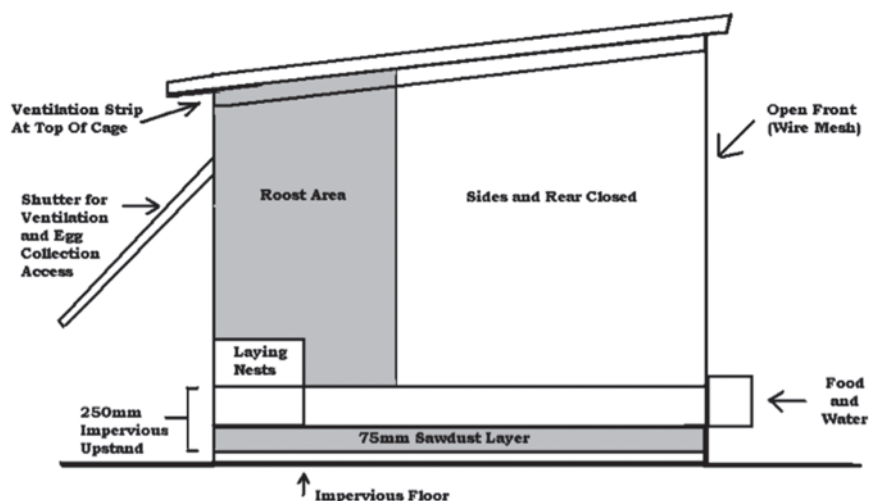 Ventilation Strip
At Top Of Cage
Open Front
(Wire Mesh)
Shutter for
Ventilation
and Egg
Collection
Access
Roost Area
Sides and Rear Closed
Laying
Nests
Food
and
Water
250mm
Impervious
Upstand
75mm Sawdust Layer
Impervious Floor